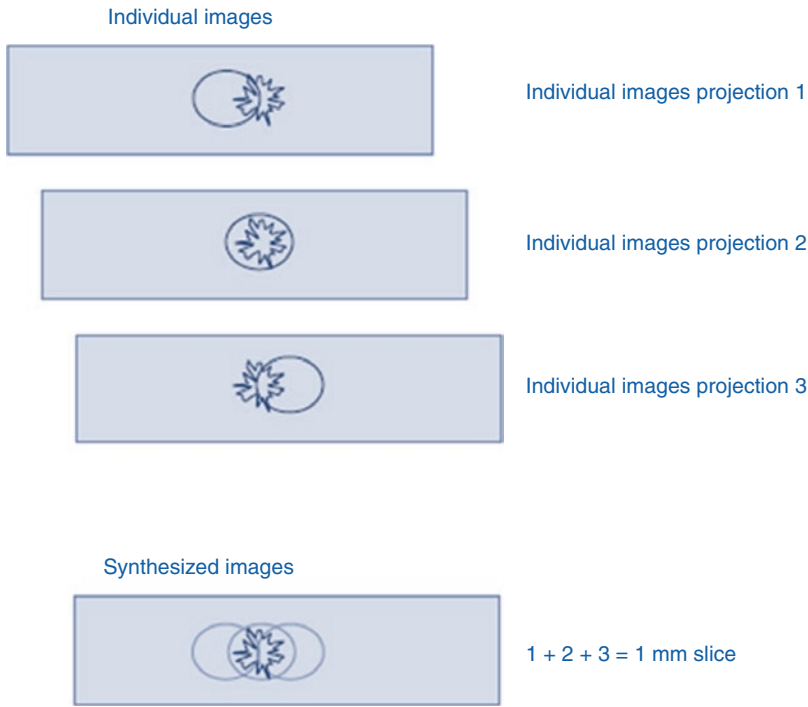 Individual images
Individual images projection 1
Individual images projection 2
Individual images projection 3
Synthesized images
1 + 2 + 3 = 1 mm slice